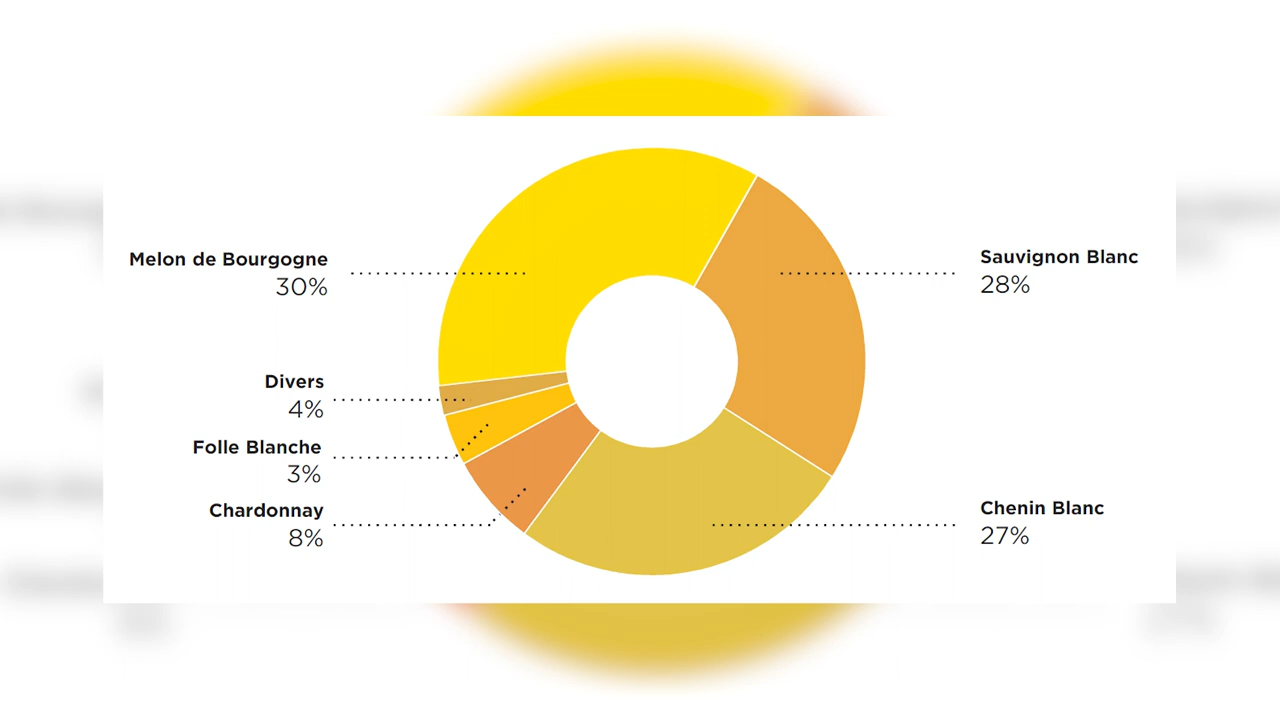 Melon de Bourgogne
30%
Divers
4%
Folle Blanche
3%
Chardonnay
8%
Sauvignon Blanc
28%
Chenin Blanc
27%